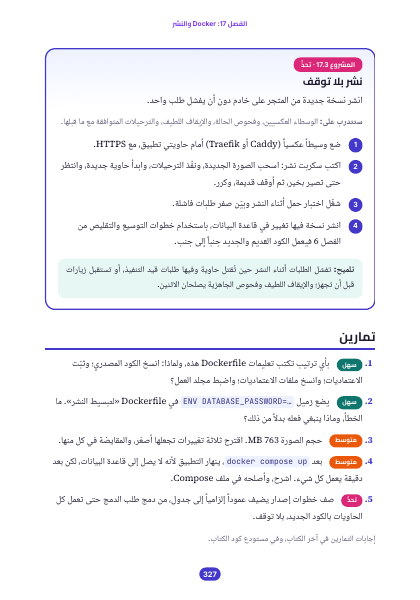 الفصل 17: Docker والنشر
المشروع 17.3 · تحدٍّ
نشر بلا توقف
انشر نسخة جديدة من المتجر على خادم دون أن يفشل طلب واحد.
ستتدرب على: الوسطاء العكسيين، وفحوص الحالة، والإيقاف اللطيف، والترحيلات المتوافقة مع ما قبلها.
1 ضع وسيطاً عكسياً (Caddy أو Traefik) أمام حاويتي تطبيق، مع HTTPS.
2 اكتب سكربت نشر: اسحب الصورة الجديدة، ونفّذ الترحيلات، وابدأ حاوية جديدة، وانتظر
حتى تصير بخير، ثم أوقف قديمة، وكرر.
3 شغّل اختبار حمل أثناء النشر وبيّن صفر طلبات فاشلة.
4 انشر نسخة فيها تغيير في قاعدة البيانات، باستخدام خطوات التوسيع والتقليص من
الفصل 6 فيعمل الكود القديم والجديد جنباً إلى جنب.
تلميح: تفشل الطلبات أثناء النشر حين تُقتل حاوية وفيها طلبات قيد التنفيذ، أو تستقبل زيارات
قبل أن تجهز؛ والإيقاف اللطيف وفحوص الجاهزية يصلحان الاثنين.
تمارين
1. سهل بأي ترتيب تكتب تعليمات Dockerfile هذه، ولماذا: انسخ الكود المصدري؛ وثبّت
الاعتماديات؛ وانسخ ملفات الاعتماديات؛ واضبط مجلد العمل؟
2. سهل يضع زميل ENV DATABASE_PASSWORD=… في Dockerfile «لتبسيط النشر». ما
الخطأ، وماذا ينبغي فعله بدلاً من ذلك؟
3. متوسط حجم الصورة 763 MB. اقترح ثلاثة تغييرات تجعلها أصغر، والمقايضة في كل منها.
4. متوسط بعد docker compose up، ينهار التطبيق لأنه لا يصل إلى قاعدة البيانات، لكن بعد
دقيقة يعمل كل شيء. اشرح، وأصلحه في ملف Compose.
5. تحدٍّ صف خطوات إصدار يضيف عموداً إلزامياً إلى جدول، من دمج طلب الدمج حتى تعمل كل
الحاويات بالكود الجديد، بلا توقف.
إجابات التمارين في آخر الكتاب، وفي مستودع كود الكتاب.
327